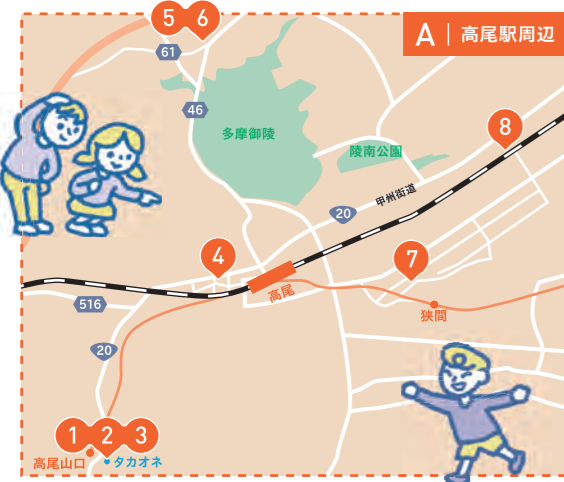 A | 高尾駅周辺
5 6
61
46
多摩御陵
陵南公園
8
甲州街道
20
4
7
高尾
516
狭間
20
1 2 3
高尾山口
タカオネ